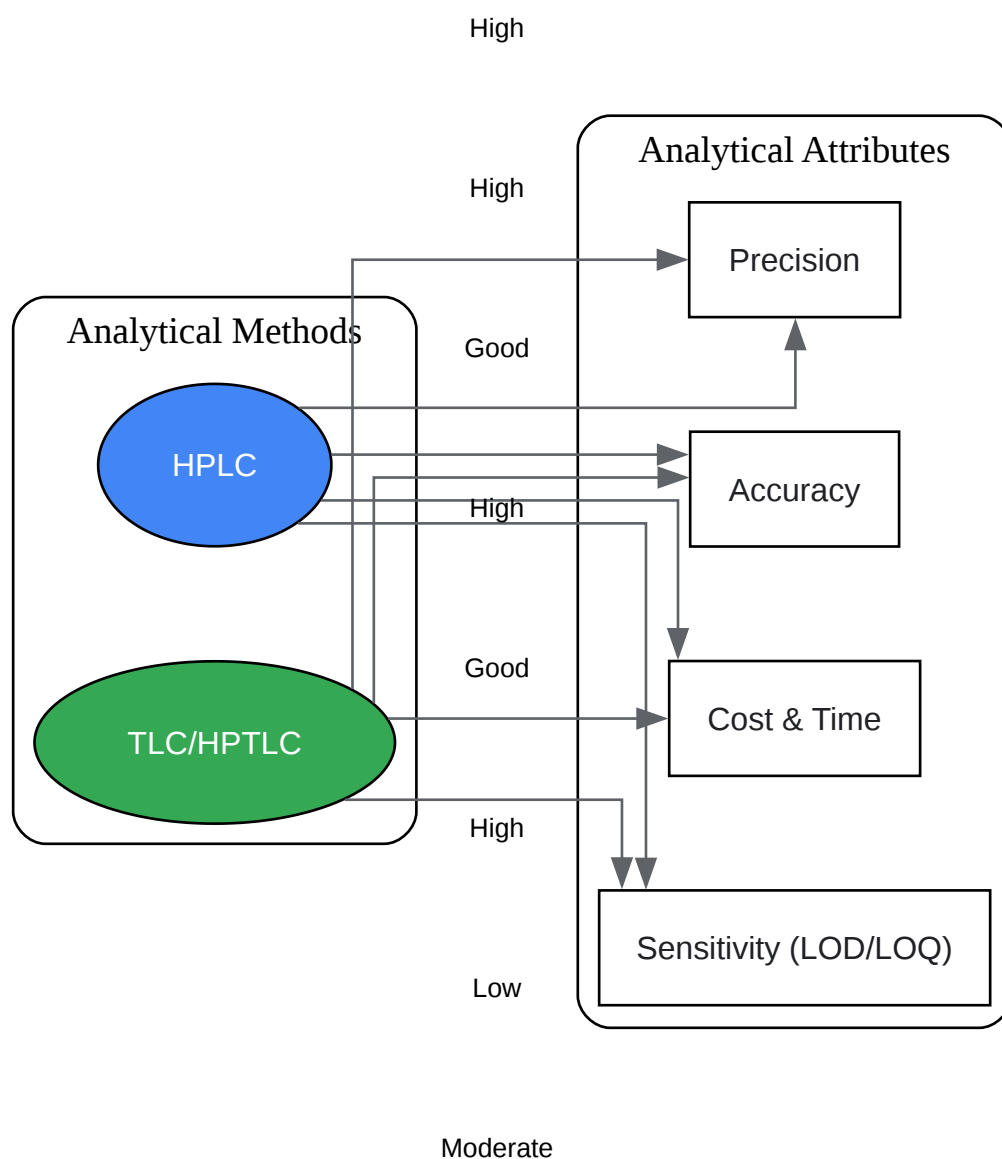 High
Analytical Attributes
High
Precision
Analytical Methods
Good
HPLC
Accuracy
High
Good
Cost & Time
TLC/HPTLC
High
Sensitivity (LOD/LOQ)
Low
Moderate